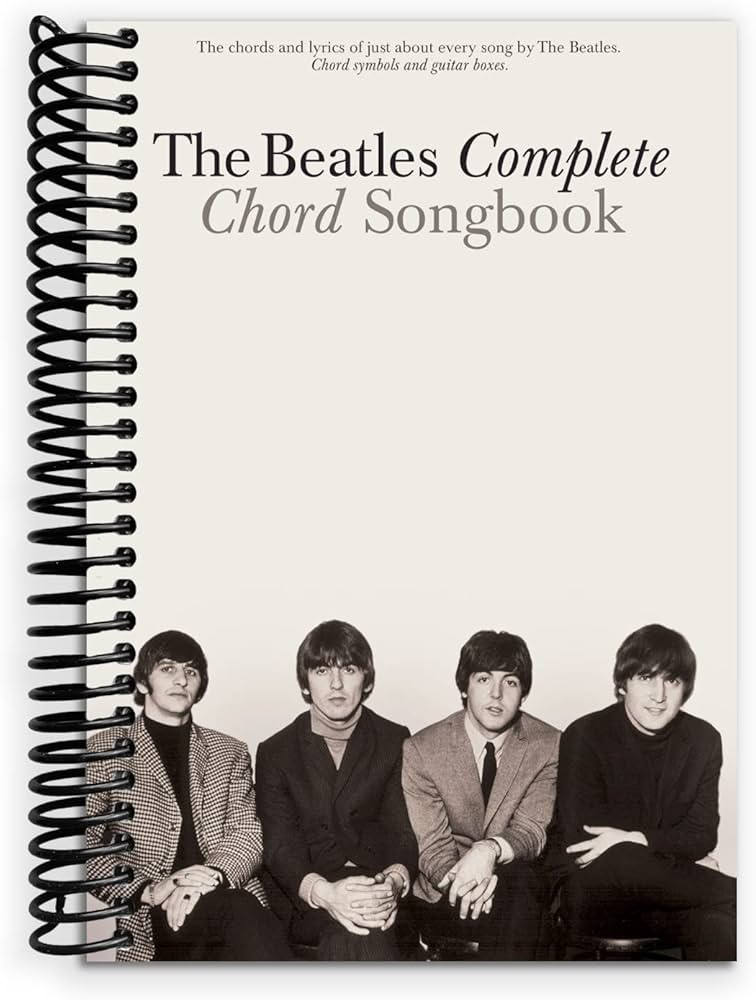 The chords and lyrics of just about every song by The Beatles.
Chord symbols and guitar boxes.
The Beatles Complete
Chord Songbook